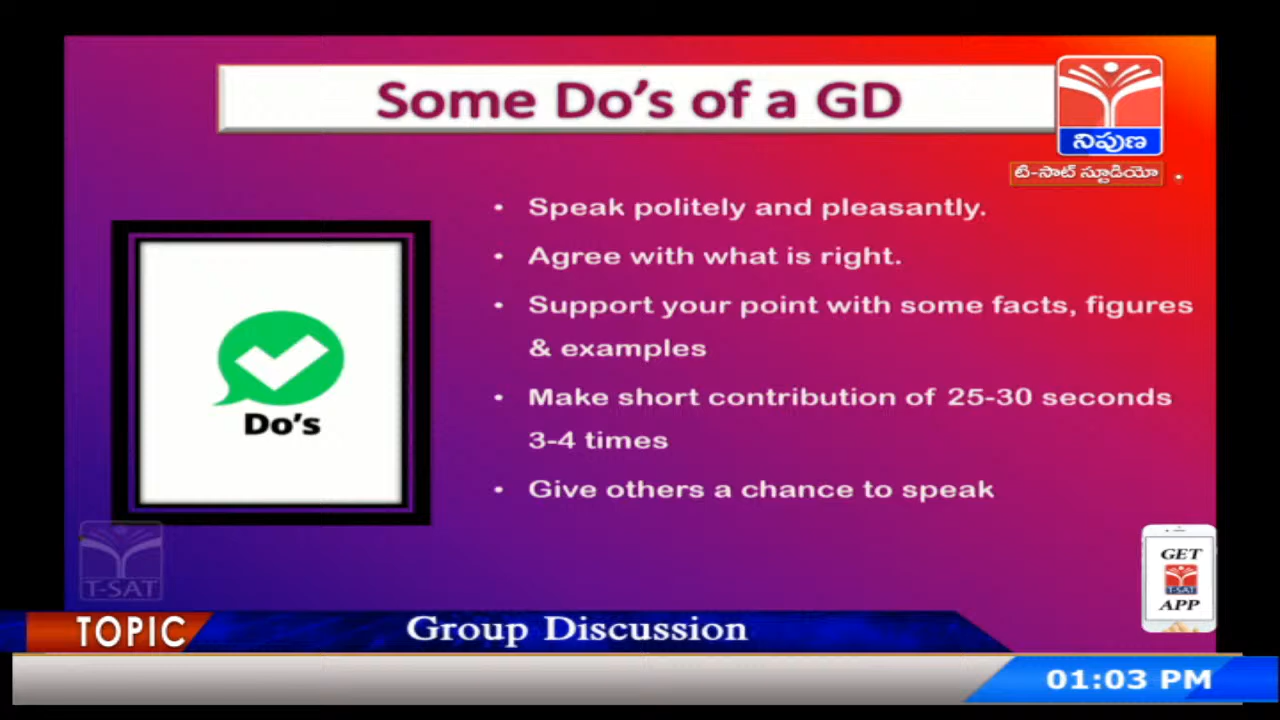 Some Do's of a GD
నిపుణ
టి-సాట్ స్టూడియో
• Speak politely and pleasantly.
• Agree with what is right.
• Support your point with some facts, figures
& examples
• Make short contribution of 25-30 seconds
3-4 times
• Give others a chance to speak
Do's
T-SAT
GET
T-SAT
APP
TOPIC
Group Discussion
01:03 PM